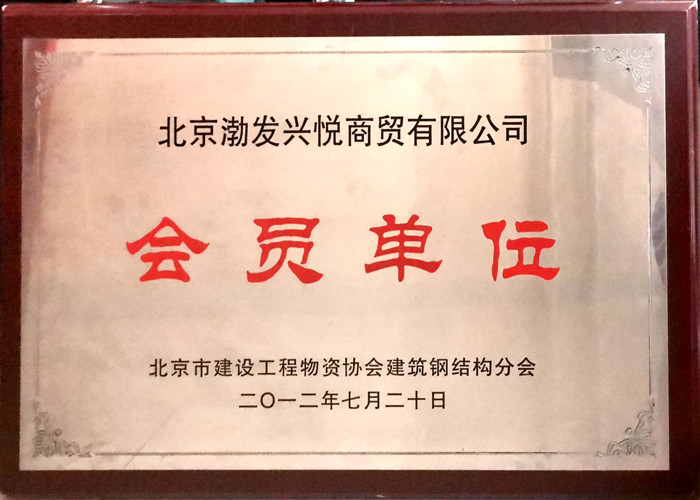 北京渤发兴悦商贸有限公司
会员单位
北京市建设工程物资协会建筑钢结构分会
二〇一二年七月二十日